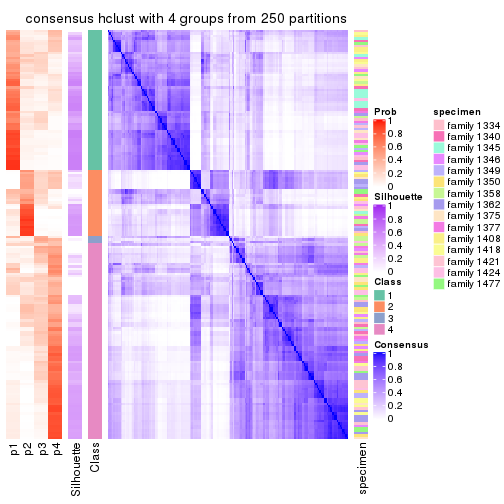 consensus hclust with 4 groups from 250 partitions
Prob
1
0.8
0.6
0.4
0.2
0
Silhouette
1
0.8
0.6
0.4
0.2
0
Class
1
2
3
4
Consensus
1
0.8
0.6
0.4
0.2
0
specimen
family 1334
family 1340
family 1345
family 1346
family 1349
family 1350
family 1358
family 1362
family 1375
family 1377
family 1408
family 1418
family 1421
family 1424
family 1477
p1
p2
p3
p4
Silhouette
Class
specimen